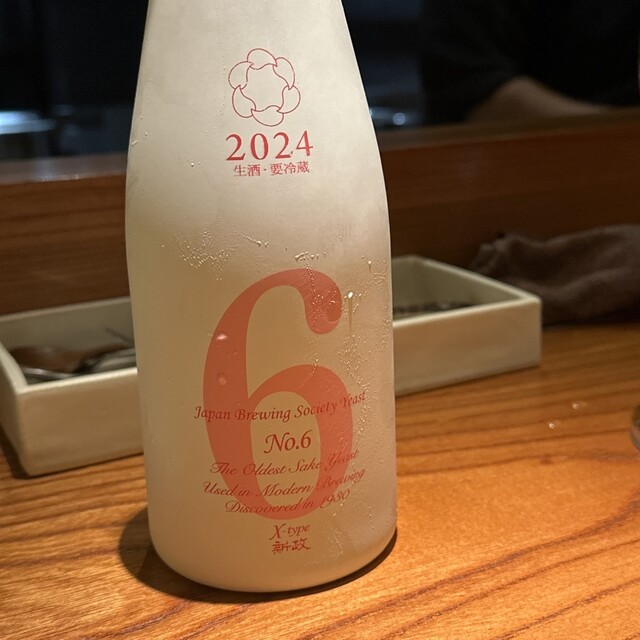 2024
生酒・要冷蔵
6
Japan Brewing Society Yeast
No.6
The Oldest Sake Yeast
Used in Modern Brewing
Discovered in 1930
X-type
新政